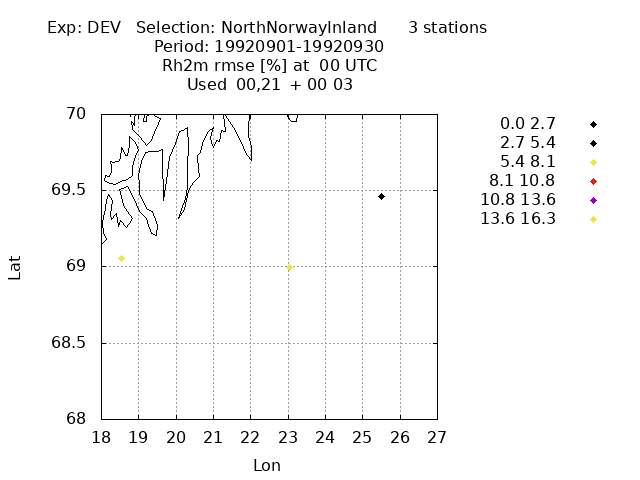 Exp: DEV Selection: NorthNorwayInland 3 stations
Period: 19920901-19920930
Rh2m rmse [%] at 00 UTC
Used 00,21 + 00 03
70
69.5
69
68.5
68
Lat
18 19 20 21 22 23 24 25 26 27
Lon
0.0 2.7
2.7 5.4
5.4 8.1
8.1 10.8
10.8 13.6
13.6 16.3